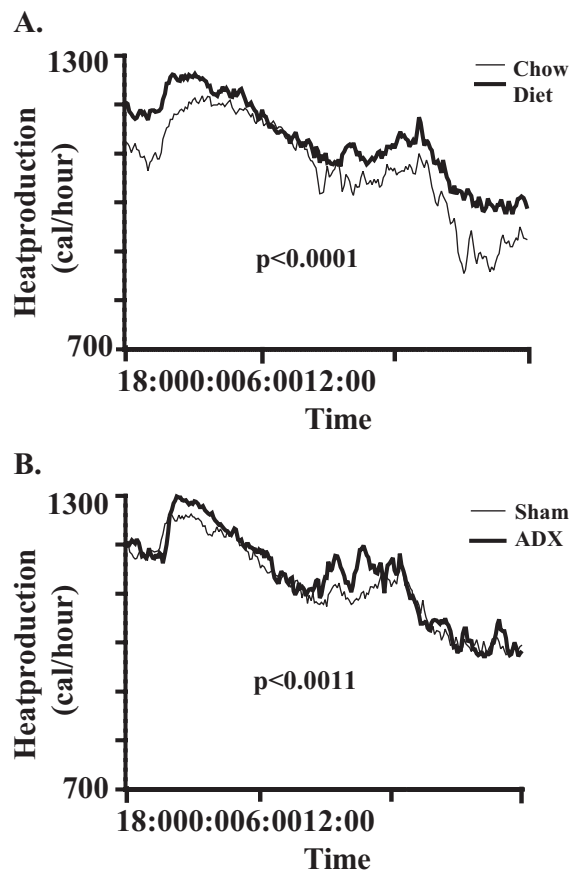 A.
1300
Chow
Diet
Heatproduction
(cal/hour)
p<0.0001
700
18:000:006:0012:00
Time
B.
1300
Sham
ADX
Heatproduction
(cal/hour)
p<0.0011
700
18:000:006:0012:00
Time